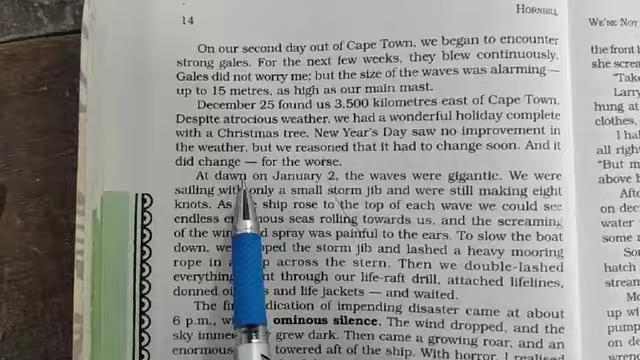 14
HORNBILL
On our second day out of Cape Town, we began to encounter
strong gales. For the next few weeks, they blew continuously.
Gales did not worry me; but the size of the waves was alarming —
up to 15 metres, as high as our main mast.
December 25 found us 3,500 kilometres east of Cape Town.
Despite atrocious weather, we had a wonderful holiday complete
with a Christmas tree. New Year's Day saw no improvement in
the weather, but we reasoned that it had to change soon. And it
did change — for the worse.
At dawn on January 2, the waves were gigantic. We were
sailing with only a small storm jib and were still making eight
knots. As ship rose to the top of each wave we could see
endless seas rolling towards us, and the screaming
of the spray was painful to the ears. To slow the boat
down, we the storm jib and lashed a heavy mooring
rope in a across the stern. Then we double-lashed
everything through our life-raft drill, attached lifelines,
donned and life jackets — and waited.
The indication of impending disaster came at about
6 p.m., ominous silence. The wind dropped, and the
sky grew dark. Then came a growing roar, and an
enormous towered aft of the ship. With horror, I realised
WE'RE NOT
the front
she screa
"Take
Larry
hung at
clothes,
I ha
all right
"But m
above
Af
on dec
water
some
So
hatch
stream
M
up wi
pump
on d